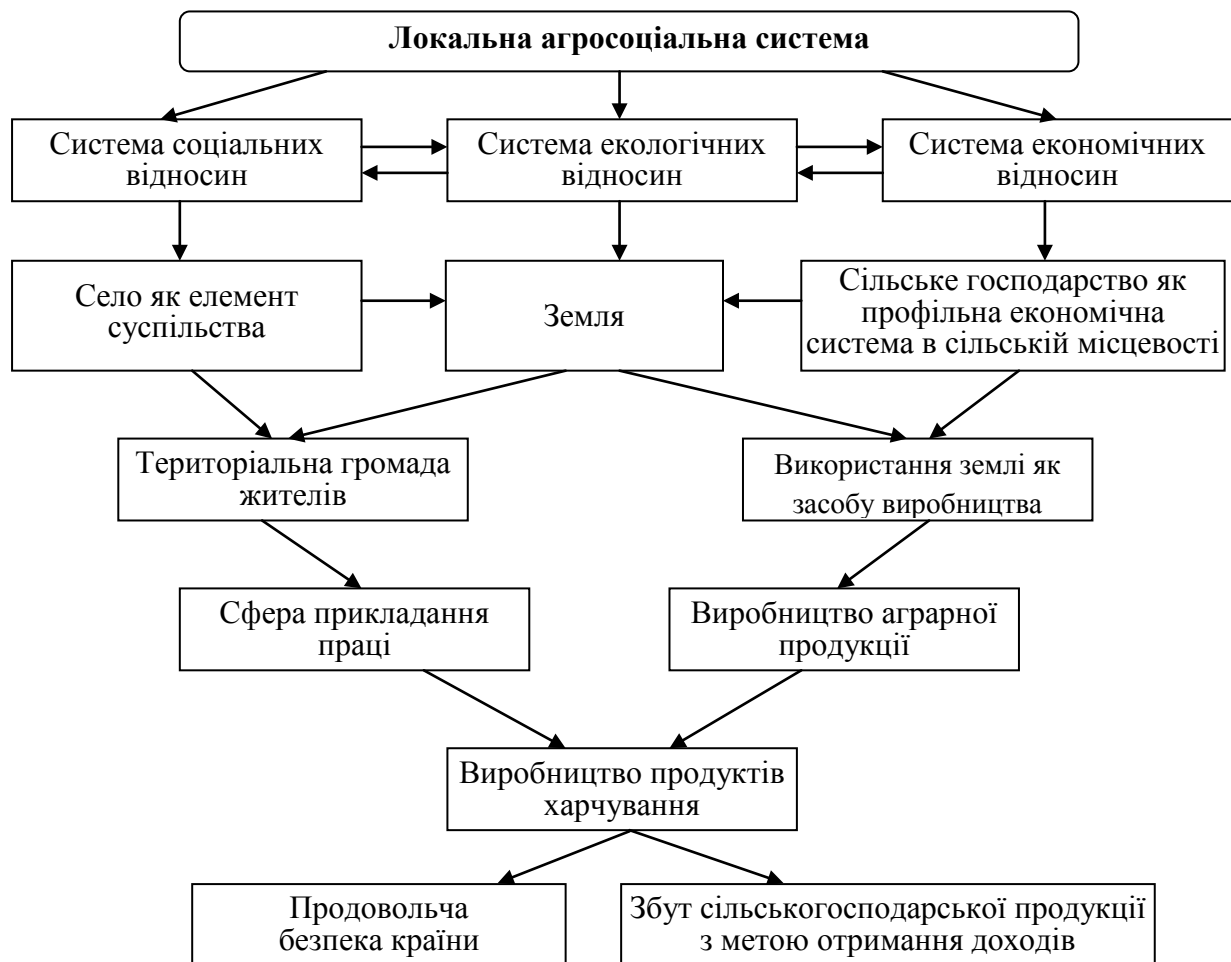 Локальна агросоціальна система
Система соціальних
відносин
Система екологічних
відносин
Система економічних
відносин
Село як елемент
суспільства
Земля
Сільське господарство як
профільна економічна
система в сільській місцевості
Територіальна громада
жителів
Використання землі як
засобу виробництва
Сфера прикладання
праці
Виробництво аграрної
продукції
Виробництво продуктів
харчування
Продовольча
безпека країни
Збут сільськогосподарської продукції
з метою отримання доходів